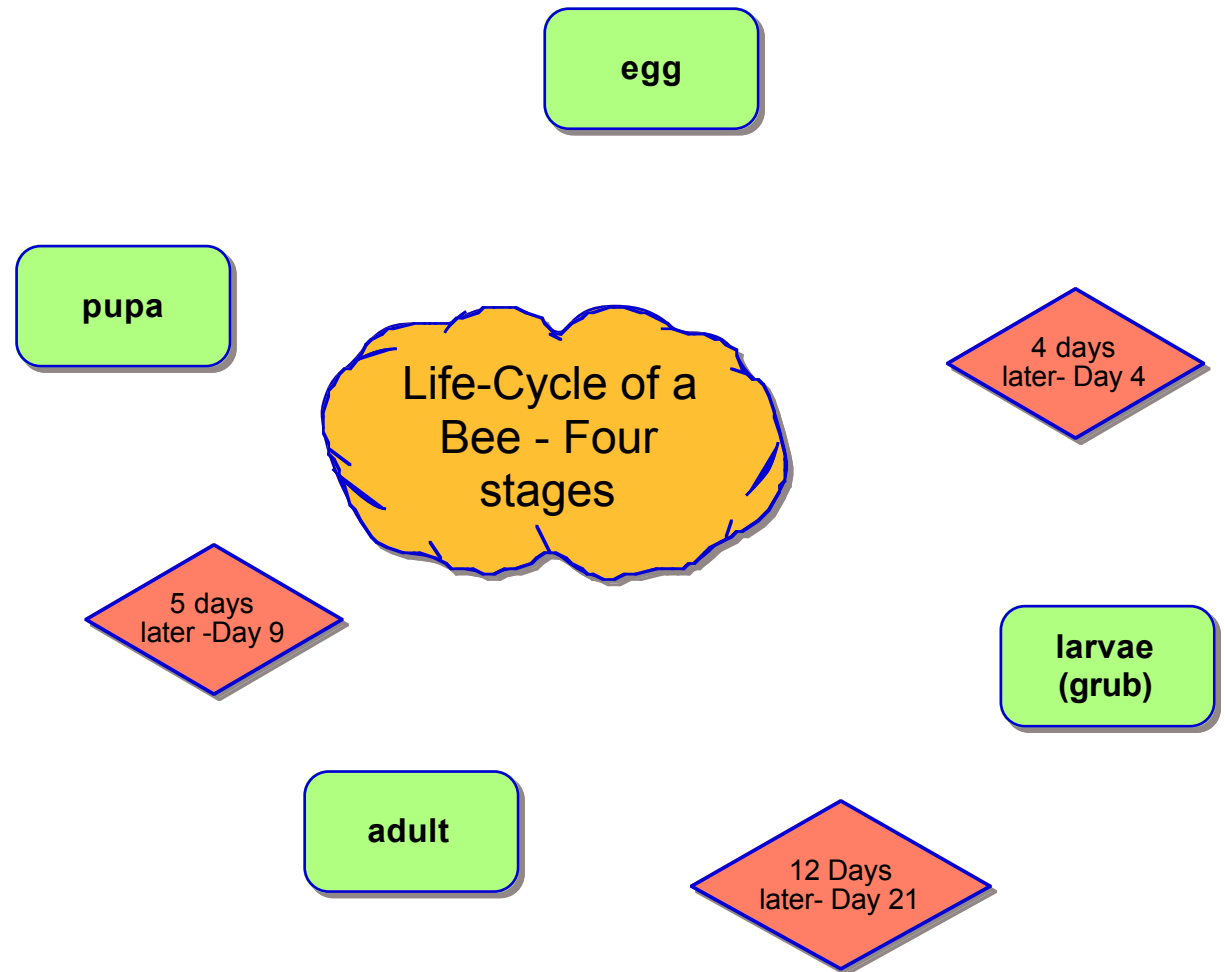 egg
pupa
Life-Cycle of a
Bee - Four
stages
4 days
later- Day 4
5 days
later -Day 9
larvae
(grub)
adult
12 Days
later- Day 21